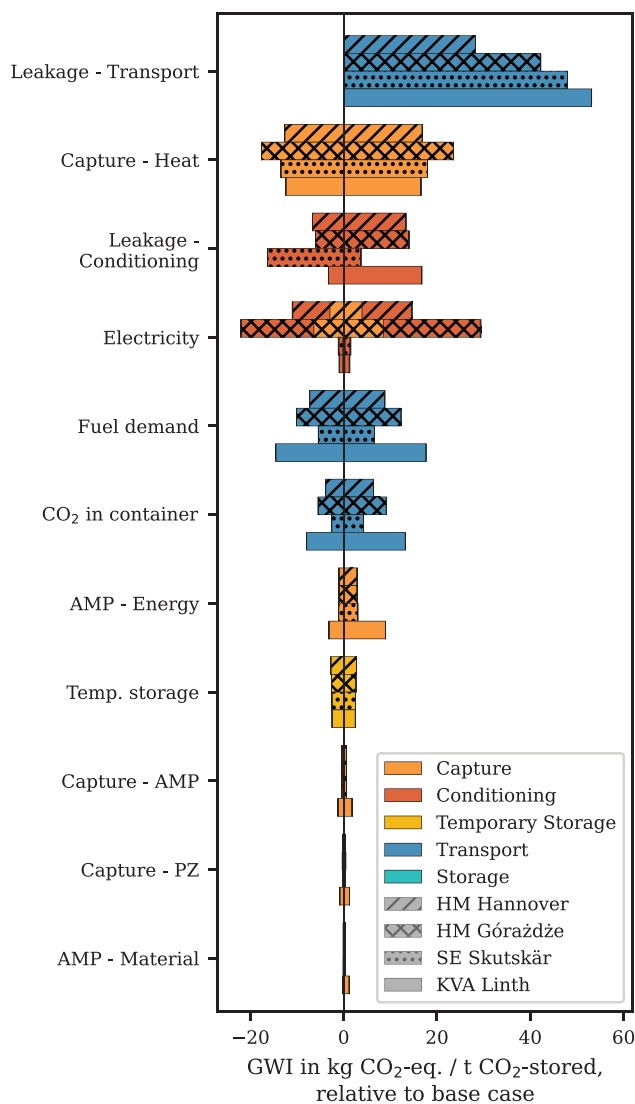 Leakage - Transport
Capture - Heat
Leakage -
Conditioning
Electricity
Fuel demand
CO₂ in container
AMP - Energy
Temp. storage
Capture - AMP
Capture - PZ
AMP - Material
Capture
Conditioning
Temporary Storage
Transport
Storage
HM Hannover
HM Górażdże
SE Skutskär
KVA Linth
−20 0 20 40 60
GWI in kg CO₂-eq. / t CO₂-stored,
relative to base case